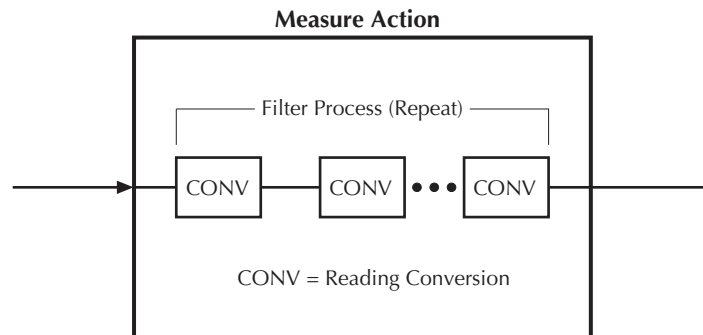 Measure Action
Filter Process (Repeat)
CONV
CONV
CONV
CONV = Reading Conversion